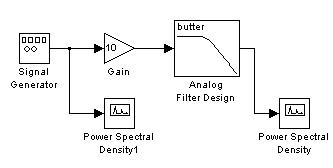 butter
10
Signal
Generator
Gain
Analog
Filter Design
Power Spectral
Density1
Power Spectral
Density